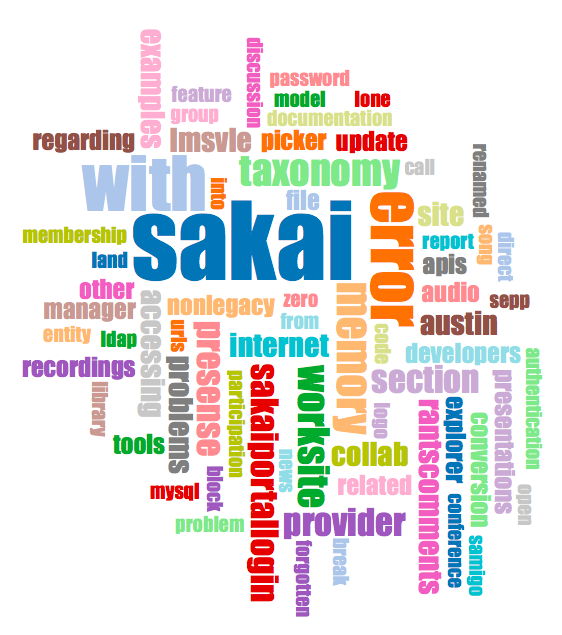 examples
discussion
password
feature
model
lone
group
documentation
regarding
lmsvle
picker
update
taxonomy
call
renamed
with
into
file
error
site
sakai
membership
song
direct
report
land
apis
other
audio
sepp
manager
accessing
nonlegacy
zero
memory
austin
entity
ldap
urls
presense
from
code
internet
developers
recordings
problems
section
authentication
library
participation
sakaiportallogin
worksite
logo
rantscomments
explorer
presentations
conversion
tools
collab
news
block
mysql
related
open
conference
problem
provider
samigo
forgotten
break